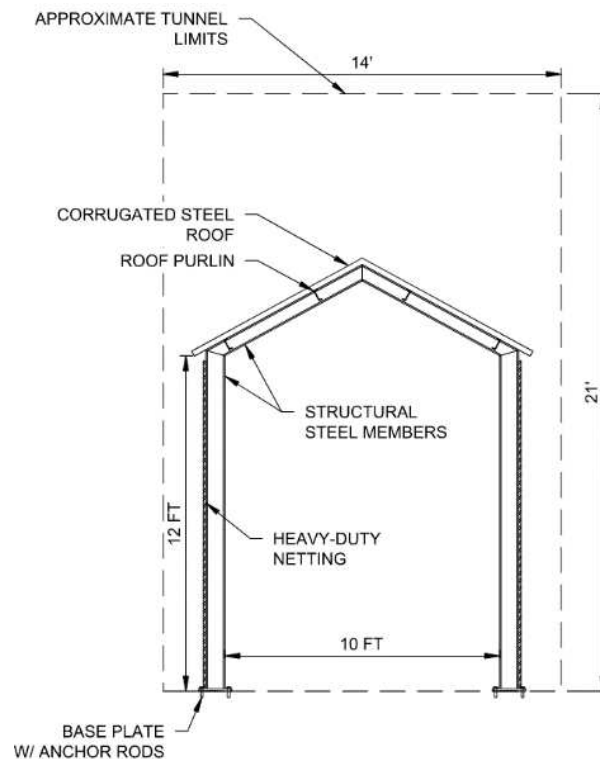 APPROXIMATE TUNNEL
LIMITS
14'
CORRUGATED STEEL
ROOF
ROOF PURLIN
21'
STRUCTURAL
STEEL MEMBERS
12 FT
HEAVY-DUTY
NETTING
10 FT
BASE PLATE
W/ ANCHOR RODS